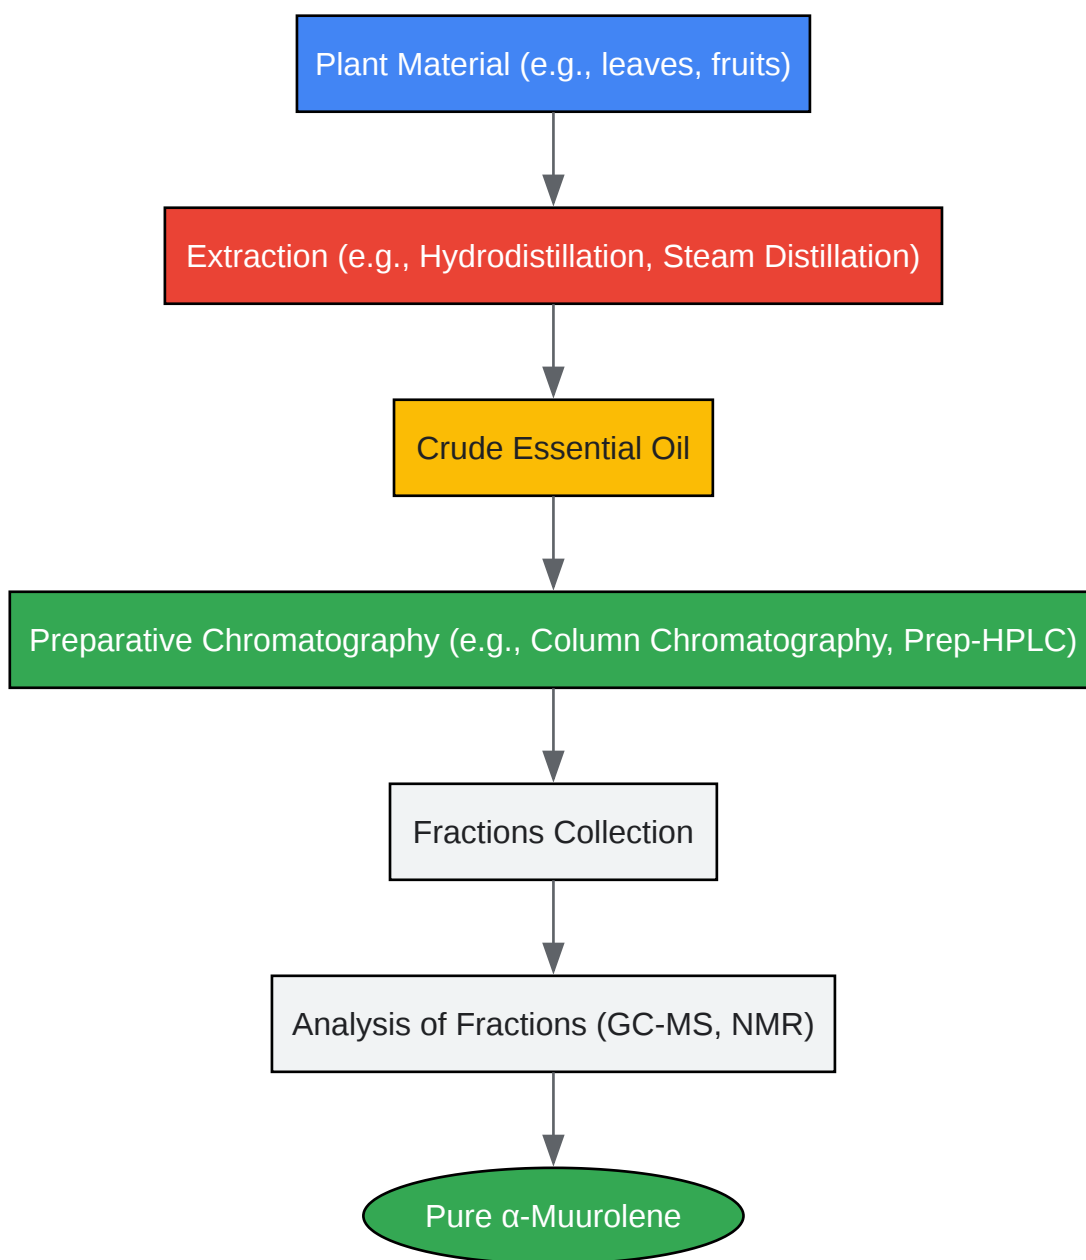 Plant Material (e.g., leaves, fruits)
Extraction (e.g., Hydrodistillation, Steam Distillation)
Crude Essential Oil
Preparative Chromatography (e.g., Column Chromatography, Prep-HPLC)
Fractions Collection
Analysis of Fractions (GC-MS, NMR)
Pure α-Muurolene